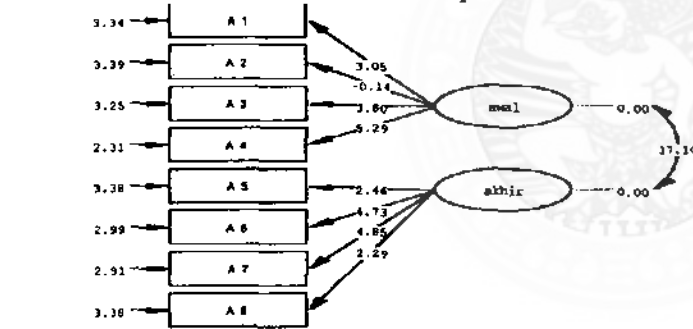 3.34 A 1
3.05
3.39 A 2
-0.14
3.25 A 3 3.80 awal 0.00
5.29
2.31 A 4
17.19
3.38 A 5 2.46 akhir 0.00
4.73
2.99 A 6
4.85
2.29
2.91 A 7
3.38 A 8